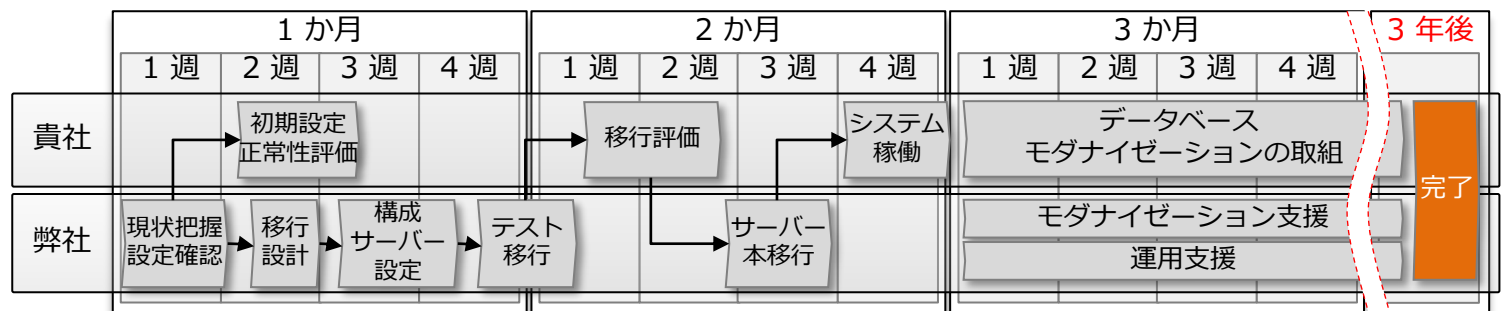 1 か月
2 か月
3 か月
3 年後
1 週
2 週
3 週
4 週
1 週
2 週
3 週
4 週
1 週
2 週
3 週
4 週
貴社
初期設定
正常性評価
移行評価
システム
稼働
データベース
モダナイゼーションの取組
完了
弊社
現状把握
設定確認
移行
設計
構成
サーバー
設定
テスト
移行
サーバー
本移行
モダナイゼーション支援
運用支援